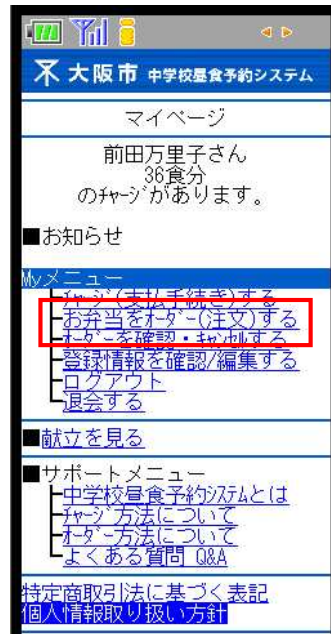 大阪市 中学校昼食予約システム
マイページ
前田万里子さん
36食分
のﾁｬｰｼﾞがあります。
■お知らせ
Myメニュー
ﾁｬｰｼﾞ(支払手続き)する
お弁当をｵｰﾀﾞｰ(注文)する
ｵｰﾀﾞｰを確認・ｷｬﾝｾﾙする
登録情報を確認/編集する
ログアウト
退会する
■献立を見る
■サポートメニュー
中学校昼食予約ｼｽﾃﾑとは
ﾁｬｰｼﾞ方法について
ｵｰﾀﾞｰ方法について
よくある質問 Q&A
特定商取引法に基づく表記
個人情報取り扱い方針